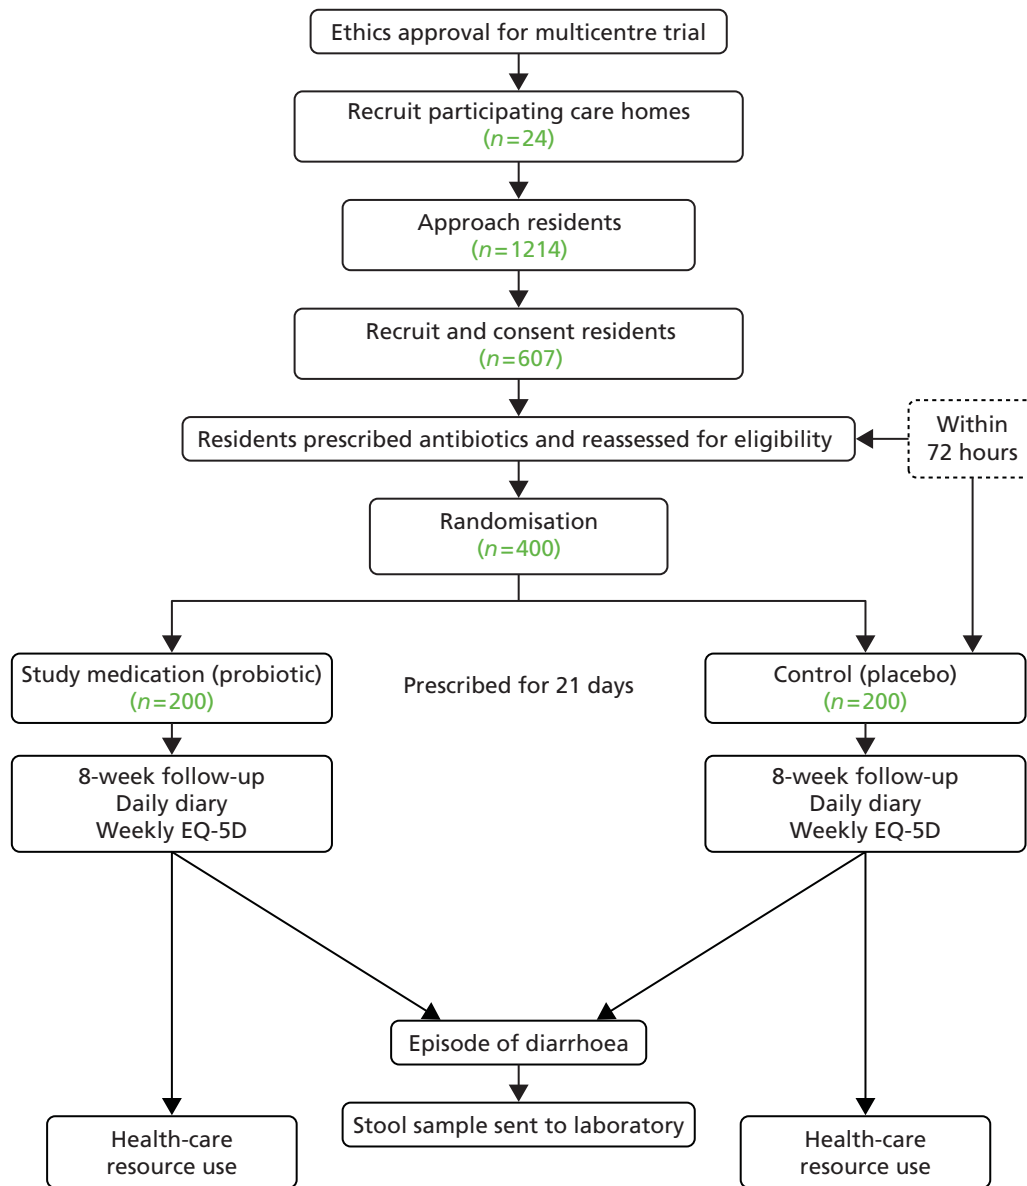 Ethics approval for multicentre trial
Recruit participating care homes
(n=24)
Approach residents
(n=1214)
Recruit and consent residents
(n=607)
Residents prescribed antibiotics and reassessed for eligibility
Within
72 hours
Randomisation
(n=400)
Study medication (probiotic)
(n=200)
Prescribed for 21 days
Control (placebo)
(n=200)
8-week follow-up
Daily diary
Weekly EQ-5D
8-week follow-up
Daily diary
Weekly EQ-5D
Episode of diarrhoea
Stool sample sent to laboratory
Health-care
resource use
Health-care
resource use